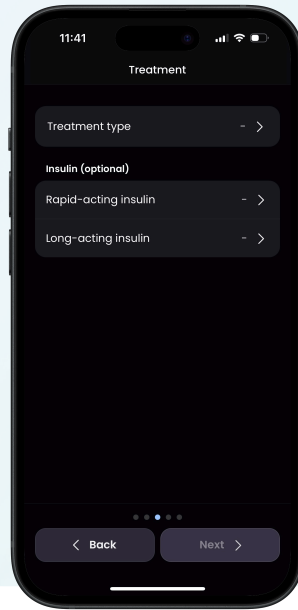 11:41
Treatment
Treatment type -
Insulin (optional)
Rapid-acting insulin -
Long-acting insulin -
Back Next